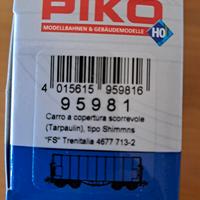 PIKO
MODELLBAHNEN & GEBÄUDEMODELLE
H0
4 015615 959816
95981
Carro a copertura scorrevole
(Tarpaulin), tipo Shimmns
"FS" Trenitalia 4677 713-2